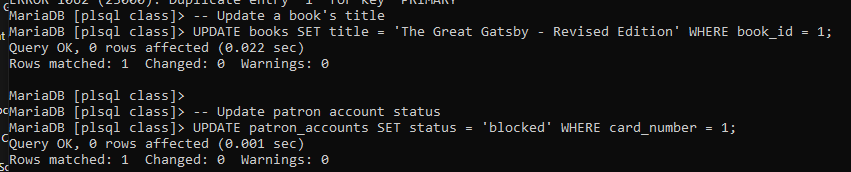 ERROR 1062 (23000): Duplicate entry '1' for key 'PRIMARY'
MariaDB [plsql class]> -- Update a book's title
MariaDB [plsql class]> UPDATE books SET title = 'The Great Gatsby - Revised Edition' WHERE book_id = 1;
Query OK, 0 rows affected (0.022 sec)
Rows matched: 1  Changed: 0  Warnings: 0
MariaDB [plsql class]>
MariaDB [plsql class]> -- Update patron account status
MariaDB [plsql class]> UPDATE patron_accounts SET status = 'blocked' WHERE card_number = 1;
Query OK, 0 rows affected (0.001 sec)
Rows matched: 1  Changed: 0  Warnings: 0